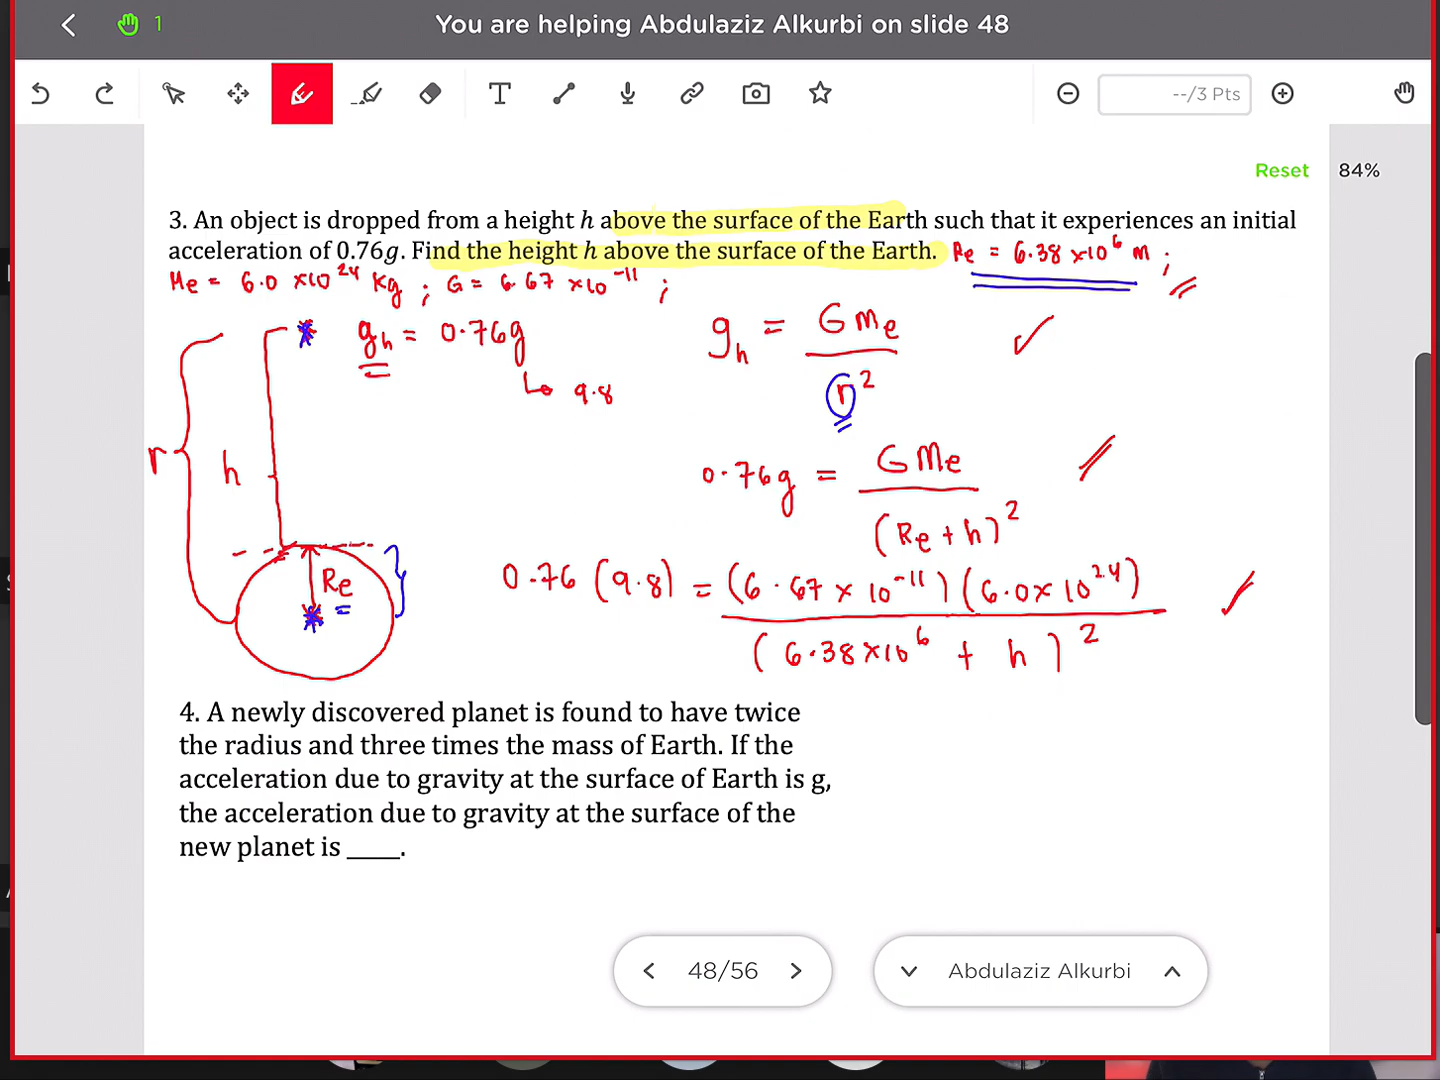 You are helping Abdulaziz Alkurbi on slide 48
1
--/3 Pts
Reset 84%
3. An object is dropped from a height h above the surface of the Earth such that it experiences an initial
acceleration of 0.76g. Find the height h above the surface of the Earth. Re = 6.38 ×10^6 m ;
Me = 6.0 ×10^24 Kg ; G = 6.67 ×10^-11 ;
g_h = 0.76g
↳ 9.8
g_h = GMe / r^2 ✓
r h
0.76g = GMe / (Re + h)^2
Re
0.76 (9.8) = (6.67 × 10^-11) (6.0 × 10^24) / (6.38 ×10^6 + h)^2
4. A newly discovered planet is found to have twice
the radius and three times the mass of Earth. If the
acceleration due to gravity at the surface of Earth is g,
the acceleration due to gravity at the surface of the
new planet is _____.
48/56
Abdulaziz Alkurbi